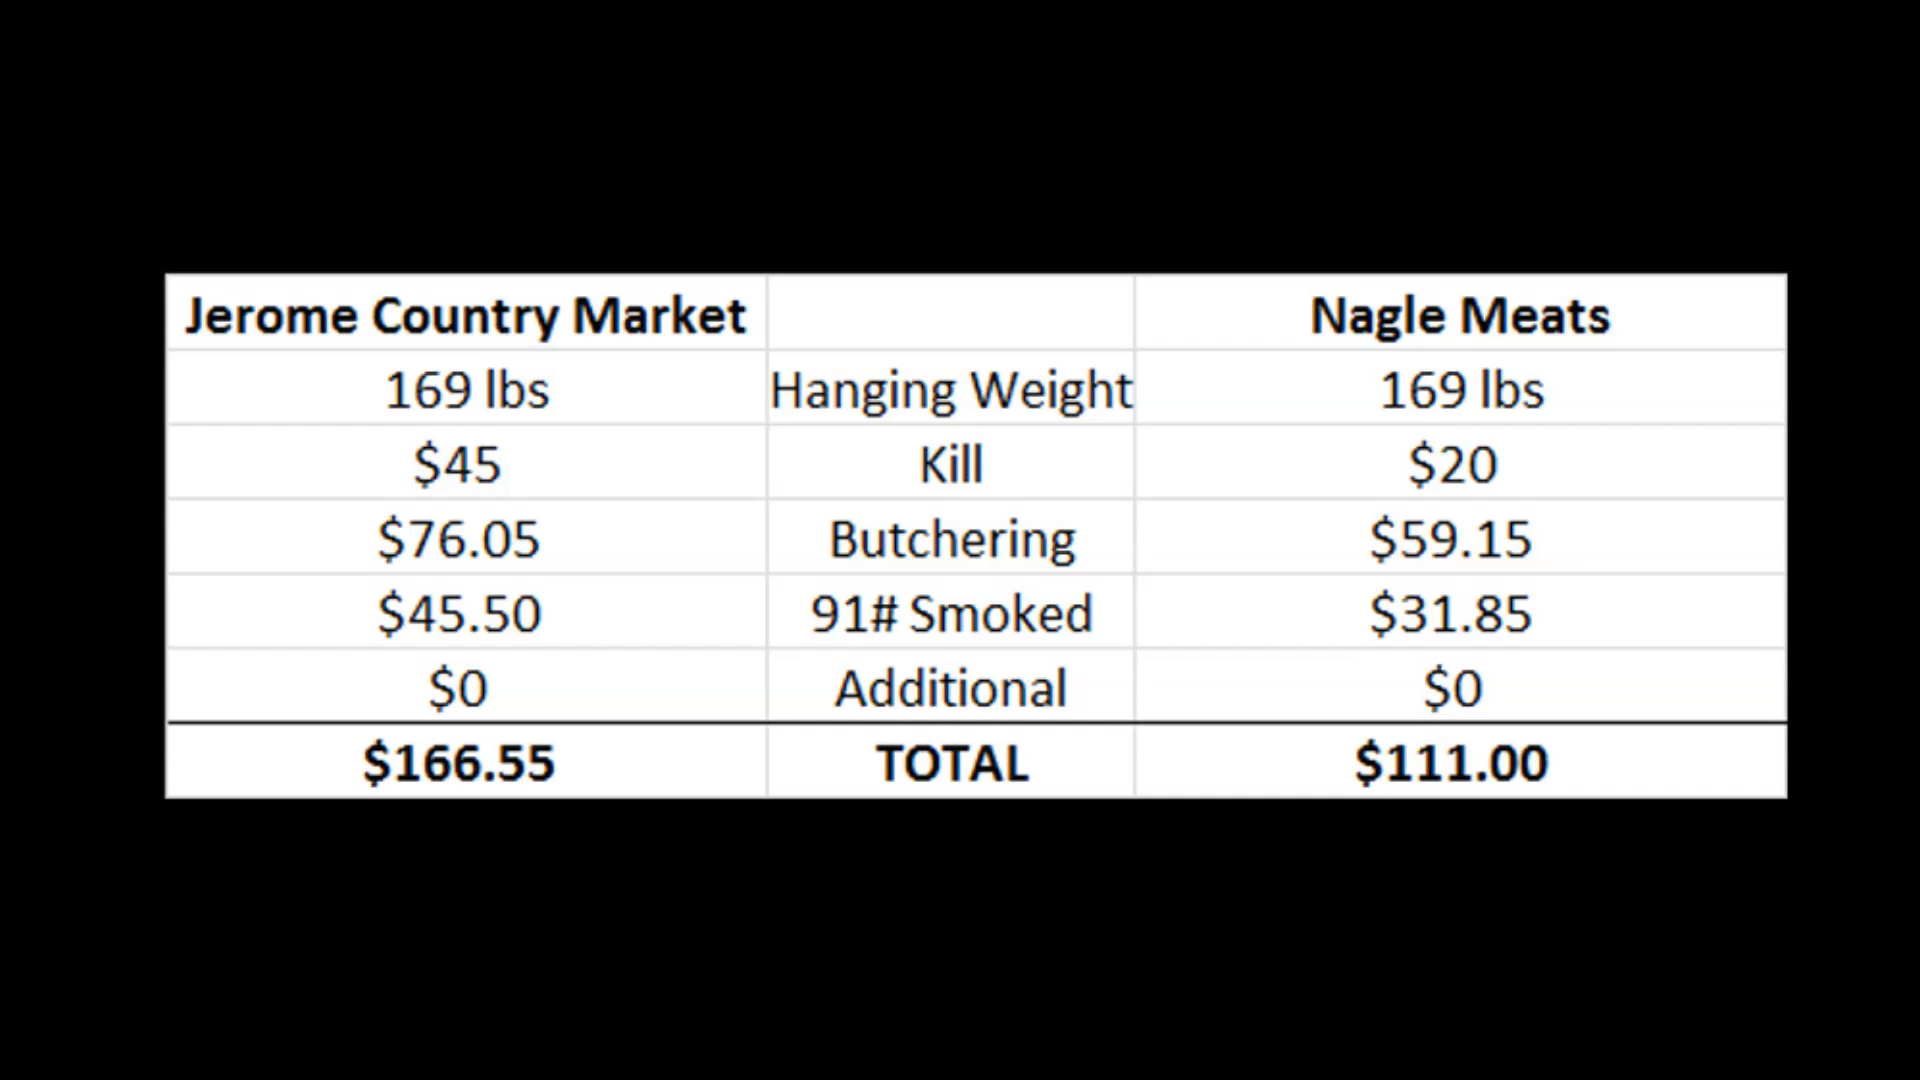 Jerome Country Market Nagle Meats
169 lbs Hanging Weight 169 lbs
$45 Kill $20
$76.05 Butchering $59.15
$45.50 91# Smoked $31.85
$0 Additional $0
$166.55 TOTAL $111.00